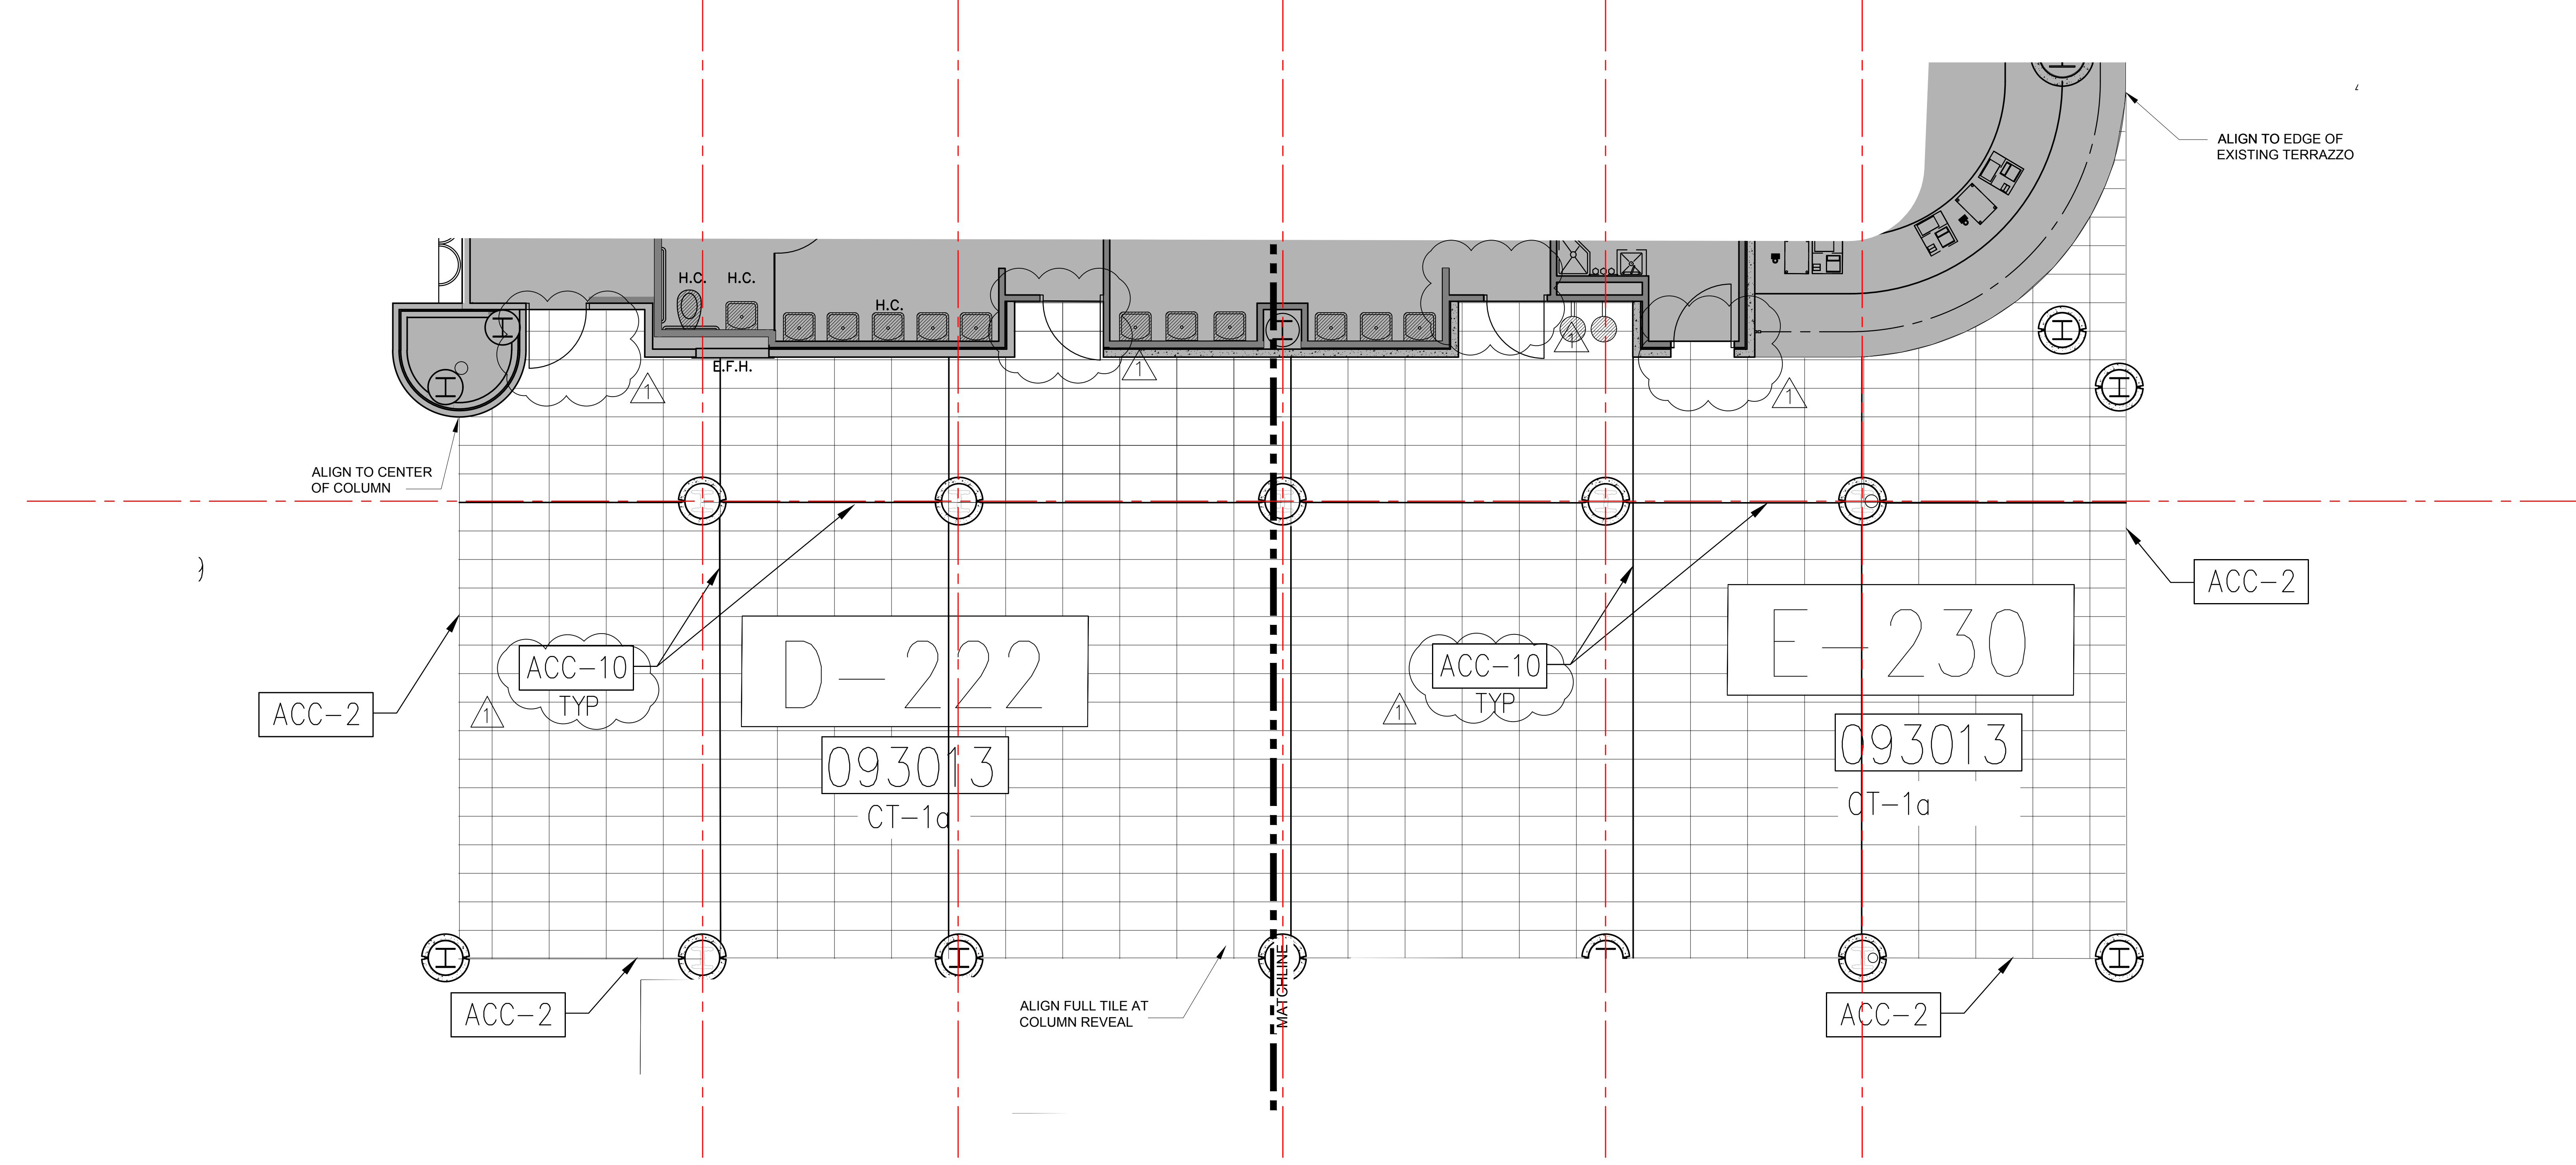 ALIGN TO EDGE OF
EXISTING TERRAZZO
H.C.
H.C.
H.C.
E.F.H.
1
1
1
1
ALIGN TO CENTER
OF COLUMN
ACC-2
ACC-10
TYP
1
D-222
093013
CT-1a
ACC-10
TYP
1
E-230
093013
CT-1a
ACC-2
ACC-2
ALIGN FULL TILE AT
COLUMN REVEAL
MATCHLINE
ACC-2